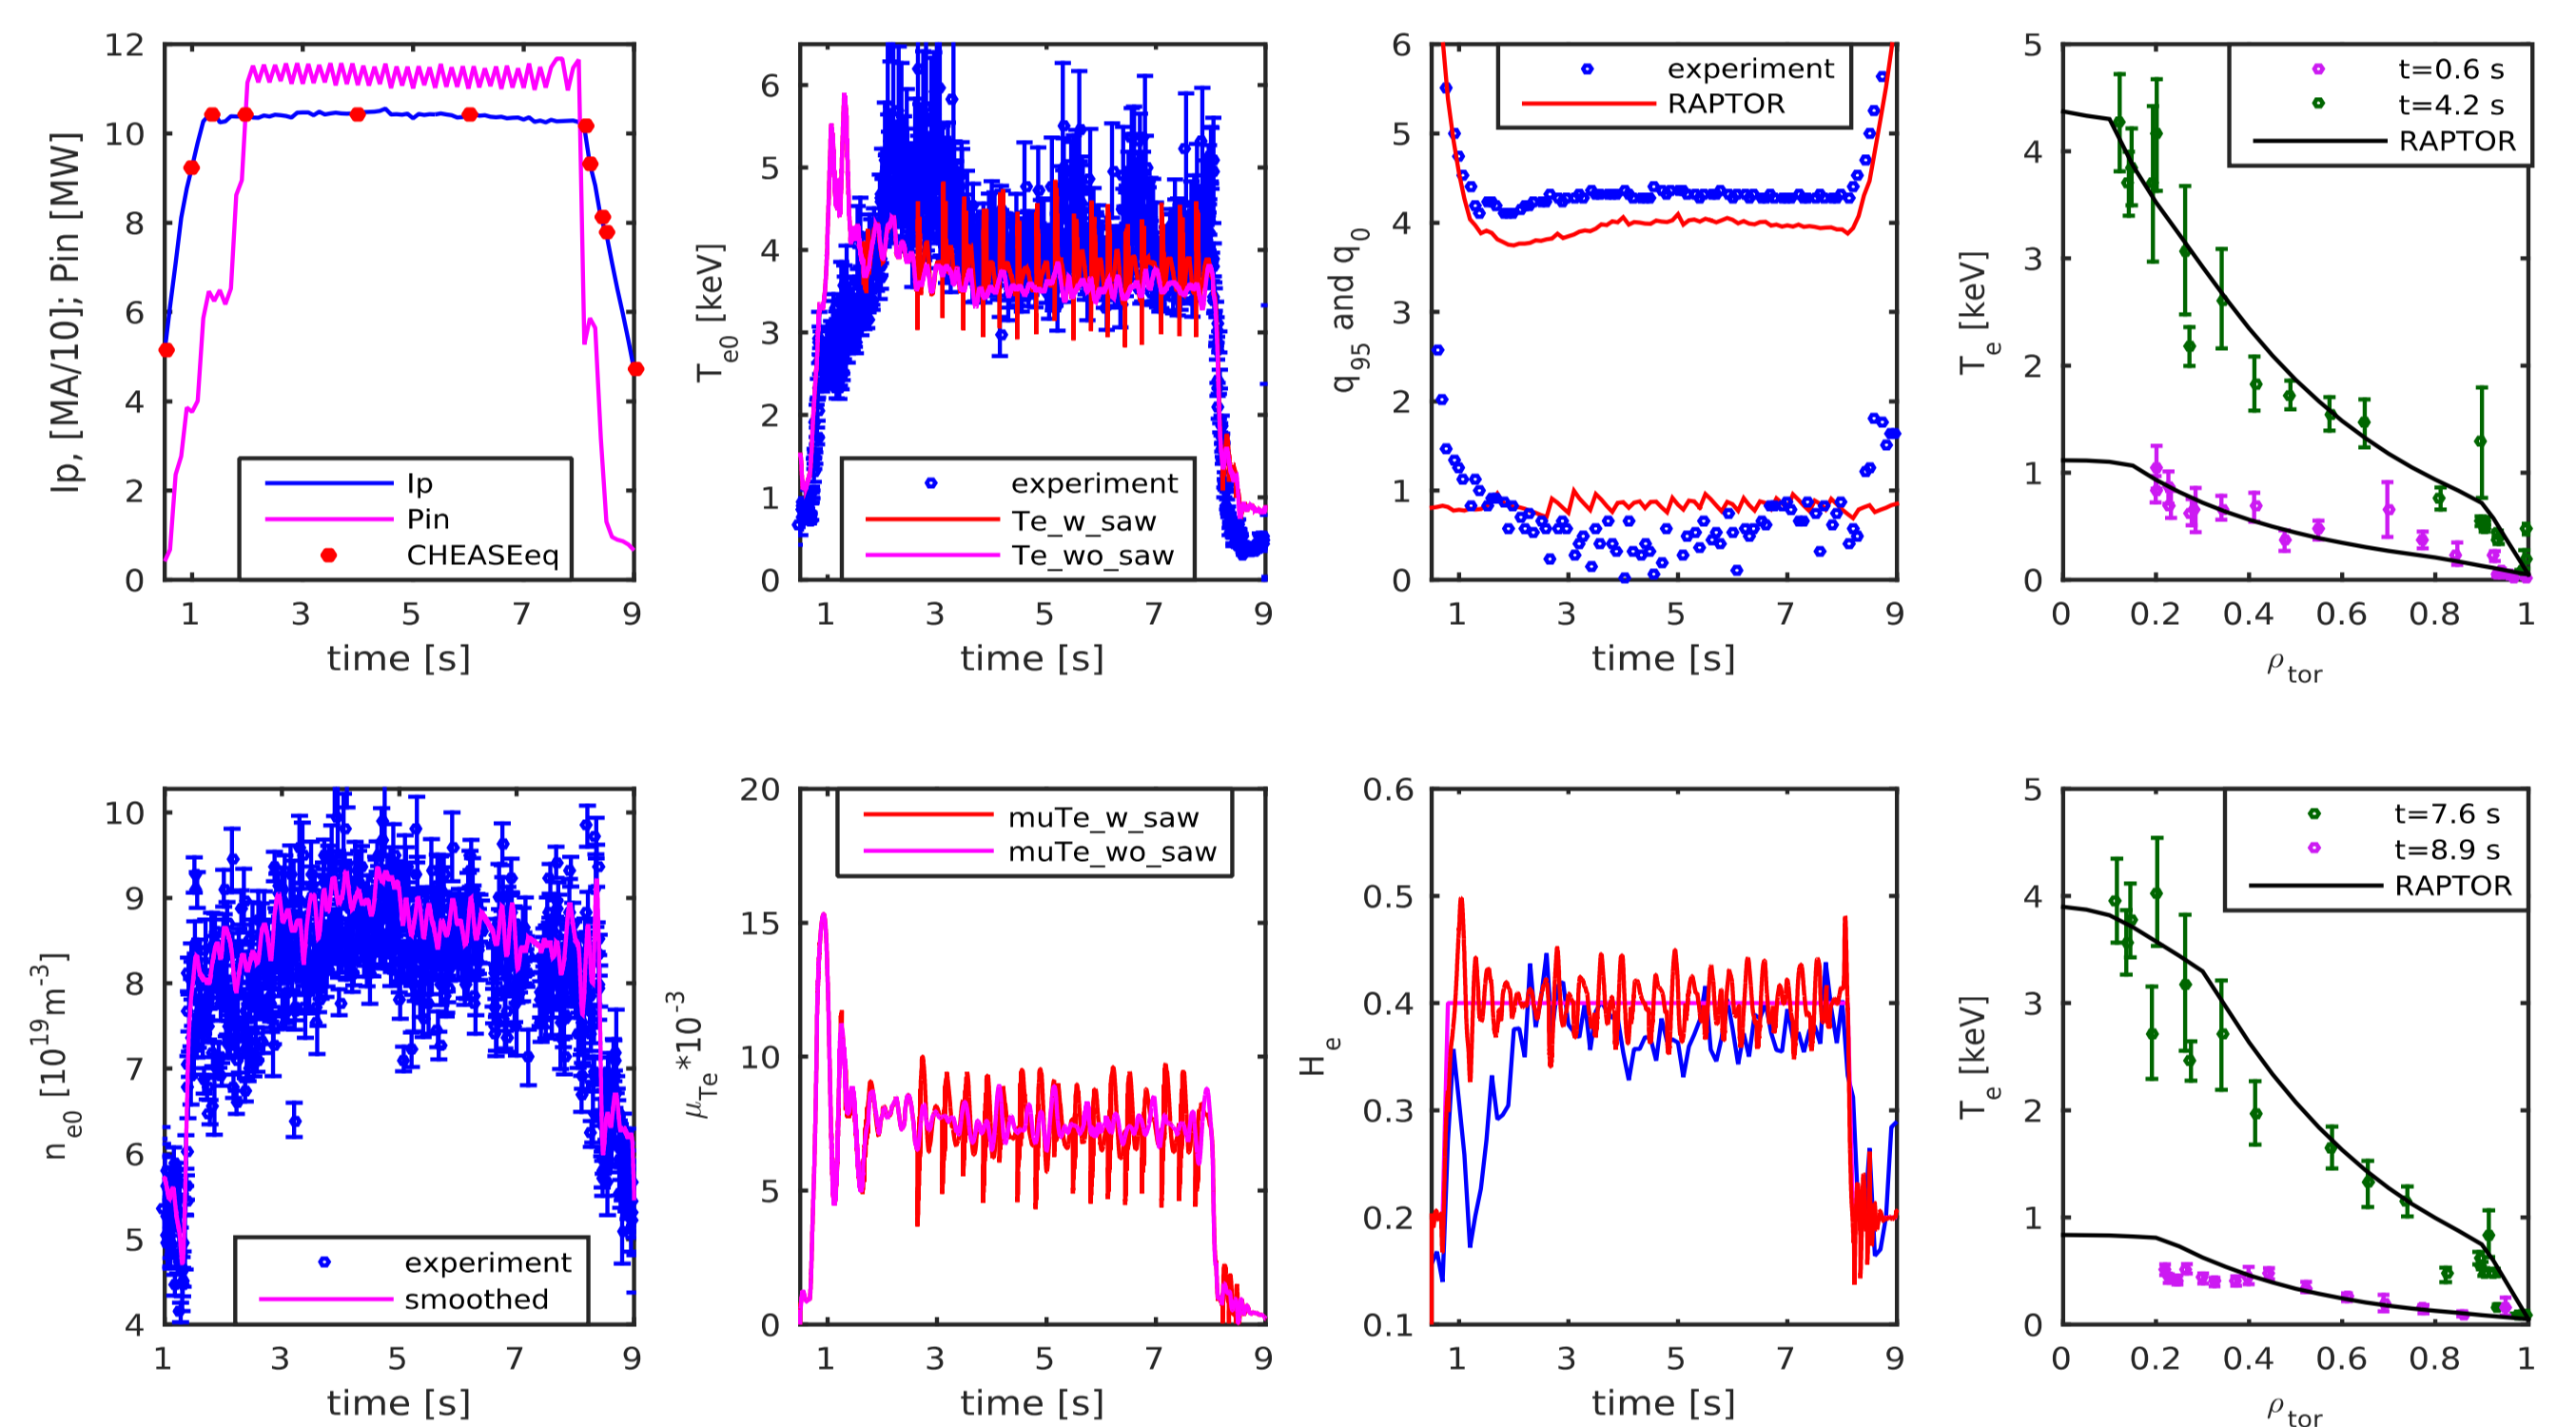 Ip, [MA/10]; Pin [MW]
12
10
8
6
4
2
0
Ip
Pin
CHEASEeq
1 3 5 7 9
time [s]
T_e0 [keV]
6
5
4
3
2
1
0
experiment
Te_w_saw
Te_wo_saw
1 3 5 7 9
time [s]
q_95 and q_0
6
5
4
3
2
1
0
experiment
RAPTOR
1 3 5 7 9
time [s]
T_e [keV]
5
4
3
2
1
0
t=0.6 s
t=4.2 s
RAPTOR
0 0.2 0.4 0.6 0.8 1
ρ_tor
n_e0 [10^19 m^-3]
10
9
8
7
6
5
4
experiment
smoothed
1 3 5 7 9
time [s]
μ_Te *10^-3
20
15
10
5
0
muTe_w_saw
muTe_wo_saw
1 3 5 7 9
time [s]
H_e
0.6
0.5
0.4
0.3
0.2
0.1
1 3 5 7 9
time [s]
T_e [keV]
5
4
3
2
1
0
t=7.6 s
t=8.9 s
RAPTOR
0 0.2 0.4 0.6 0.8 1
ρ_tor